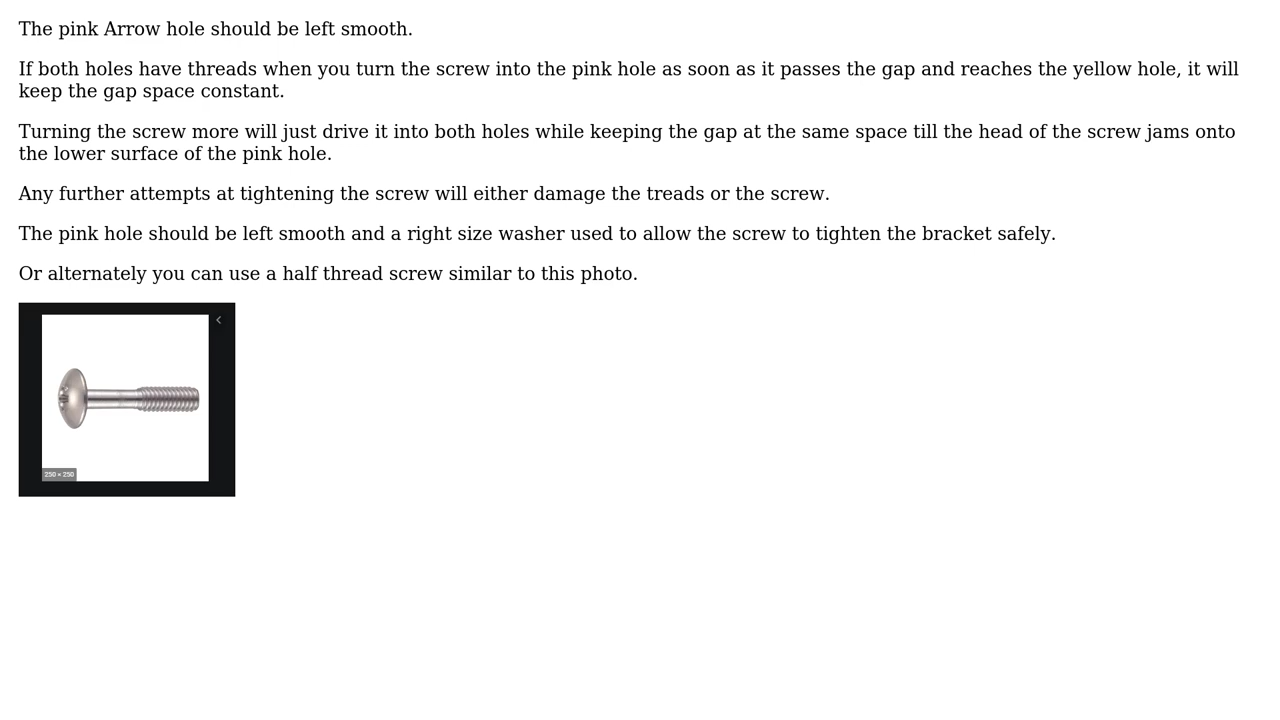 The pink Arrow hole should be left smooth.
If both holes have threads when you turn the screw into the pink hole as soon as it passes the gap and reaches the yellow hole, it will
keep the gap space constant.
Turning the screw more will just drive it into both holes while keeping the gap at the same space till the head of the screw jams onto
the lower surface of the pink hole.
Any further attempts at tightening the screw will either damage the treads or the screw.
The pink hole should be left smooth and a right size washer used to allow the screw to tighten the bracket safely.
Or alternately you can use a half thread screw similar to this photo.
250 × 250